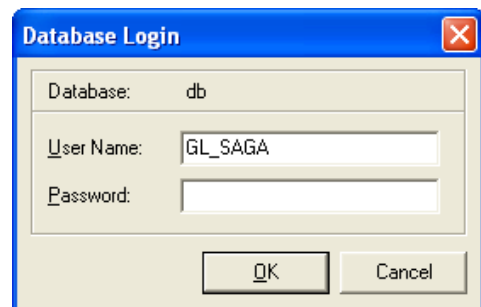 Database Login
Database: db
User Name: GL_SAGA
Password:
OK Cancel